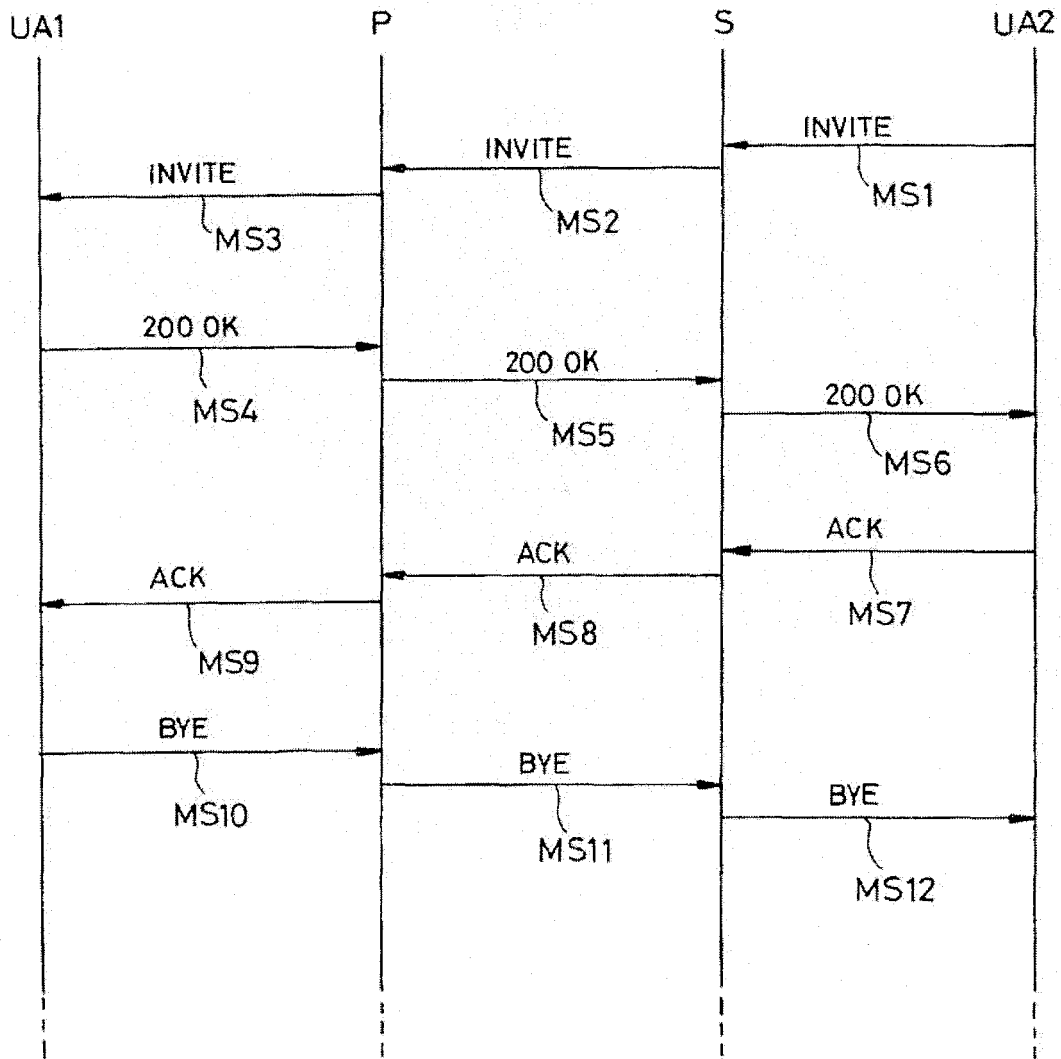 UA1 P S UA2
INVITE
MS1
INVITE
MS2
INVITE
MS3
200 OK
MS4
200 OK
MS5
200 OK
MS6
ACK
MS7
ACK
MS8
ACK
MS9
BYE
MS10
BYE
MS11
BYE
MS12